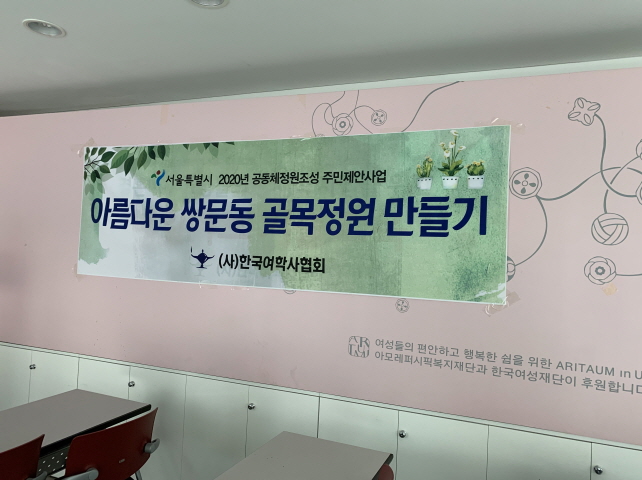 서울특별시 2020년 공동체정원조성 주민제안사업
아름다운 쌍문동 골목정원 만들기
(사)한국여학사협회
여성들의 편안하고 행복한 쉼을 위한 ARITAUM in U
아모레퍼시픽복지재단과 한국여성재단이 후원합니다